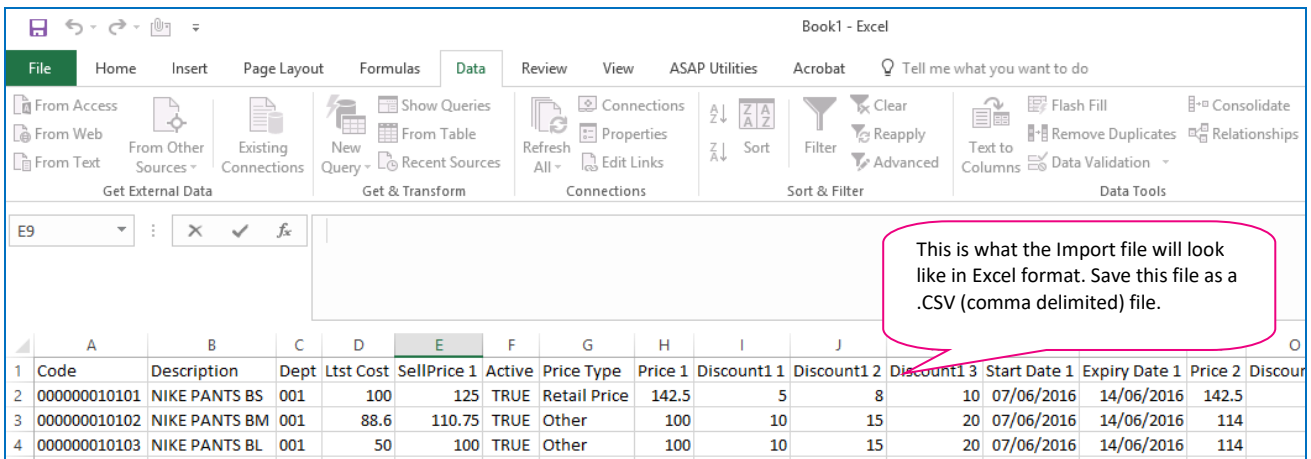 Book1 - Excel
File Home Insert Page Layout Formulas Data Review View ASAP Utilities Acrobat Tell me what you want to do
From Access Show Queries Connections Clear Flash Fill Consolidate
From Web From Table Properties Reapply Remove Duplicates Relationships
From Text From Other Sources Existing Connections New Query Recent Sources Refresh All Edit Links Sort Filter Advanced Text to Columns Data Validation
Get External Data Get & Transform Connections Sort & Filter Data Tools
E9 fx
This is what the Import file will look
like in Excel format. Save this file as a
.CSV (comma delimited) file.
A B C D E F G H I J O
1 Code Description Dept Ltst Cost SellPrice 1 Active Price Type Price 1 Discount1 1 Discount1 2 Discount1 3 Start Date 1 Expiry Date 1 Price 2 Discour
2 000000010101 NIKE PANTS BS 001 100 125 TRUE Retail Price 142.5 5 8 10 07/06/2016 14/06/2016 142.5
3 000000010102 NIKE PANTS BM 001 88.6 110.75 TRUE Other 100 10 15 20 07/06/2016 14/06/2016 114
4 000000010103 NIKE PANTS BL 001 50 100 TRUE Other 100 10 15 20 07/06/2016 14/06/2016 114